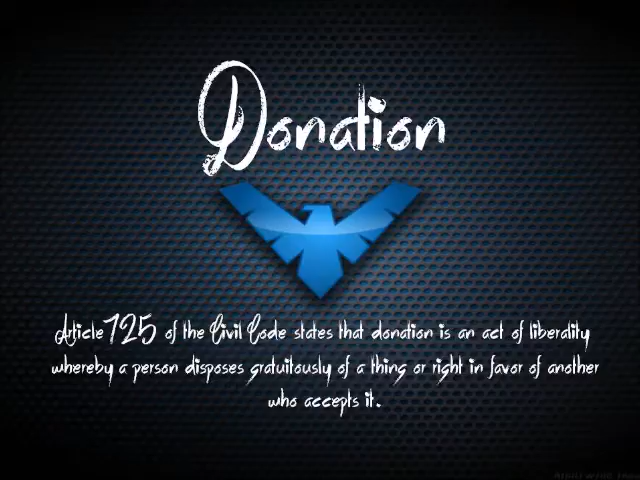 Donation
Article 725 of the Civil Code states that donation is an act of liberality
whereby a person disposes gratuitously of a thing or right in favor of another
who accepts it.